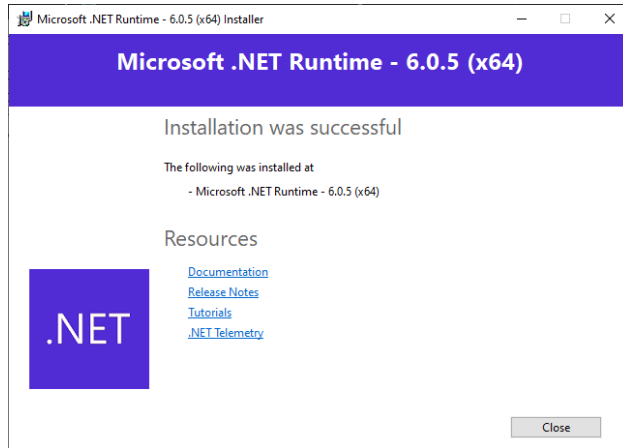 Microsoft .NET Runtime - 6.0.5 (x64) Installer
Microsoft .NET Runtime - 6.0.5 (x64)
Installation was successful
The following was installed at
- Microsoft .NET Runtime - 6.0.5 (x64)
Resources
Documentation
Release Notes
Tutorials
.NET Telemetry
.NET
Close